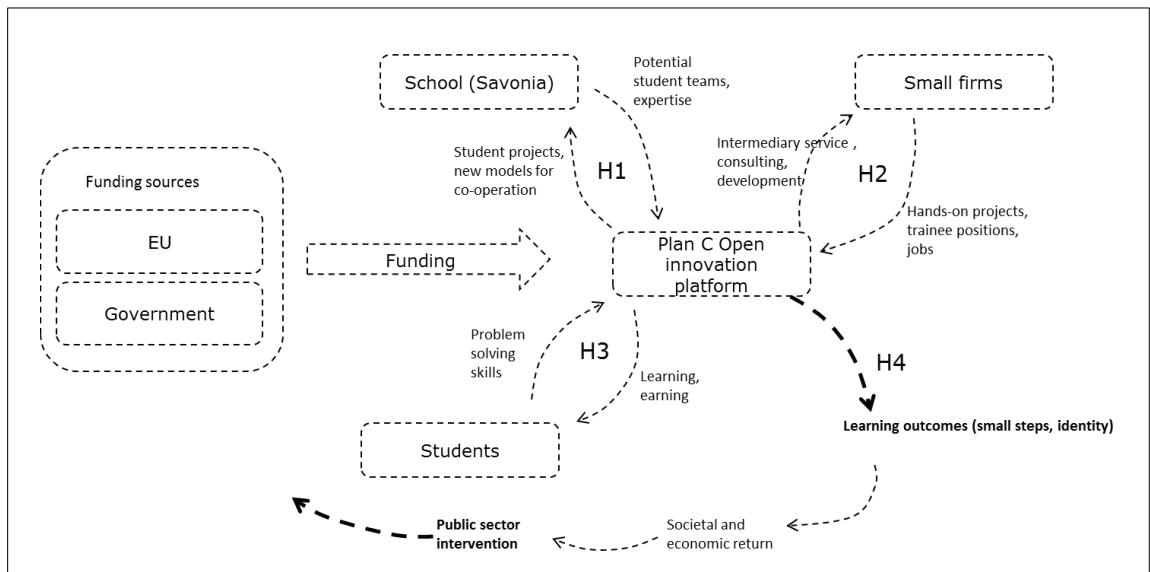 School (Savonia)
Potential
student teams,
expertise
Small firms
Student projects,
new models for
co-operation
H1
Intermediary service ,
consulting,
development
H2
Hands-on projects,
trainee positions,
jobs
Funding sources
EU
Government
Funding
Plan C Open
innovation
platform
Problem
solving
skills
H3
Learning,
earning
H4
Learning outcomes (small steps, identity)
Students
Public sector
intervention
Societal and
economic return